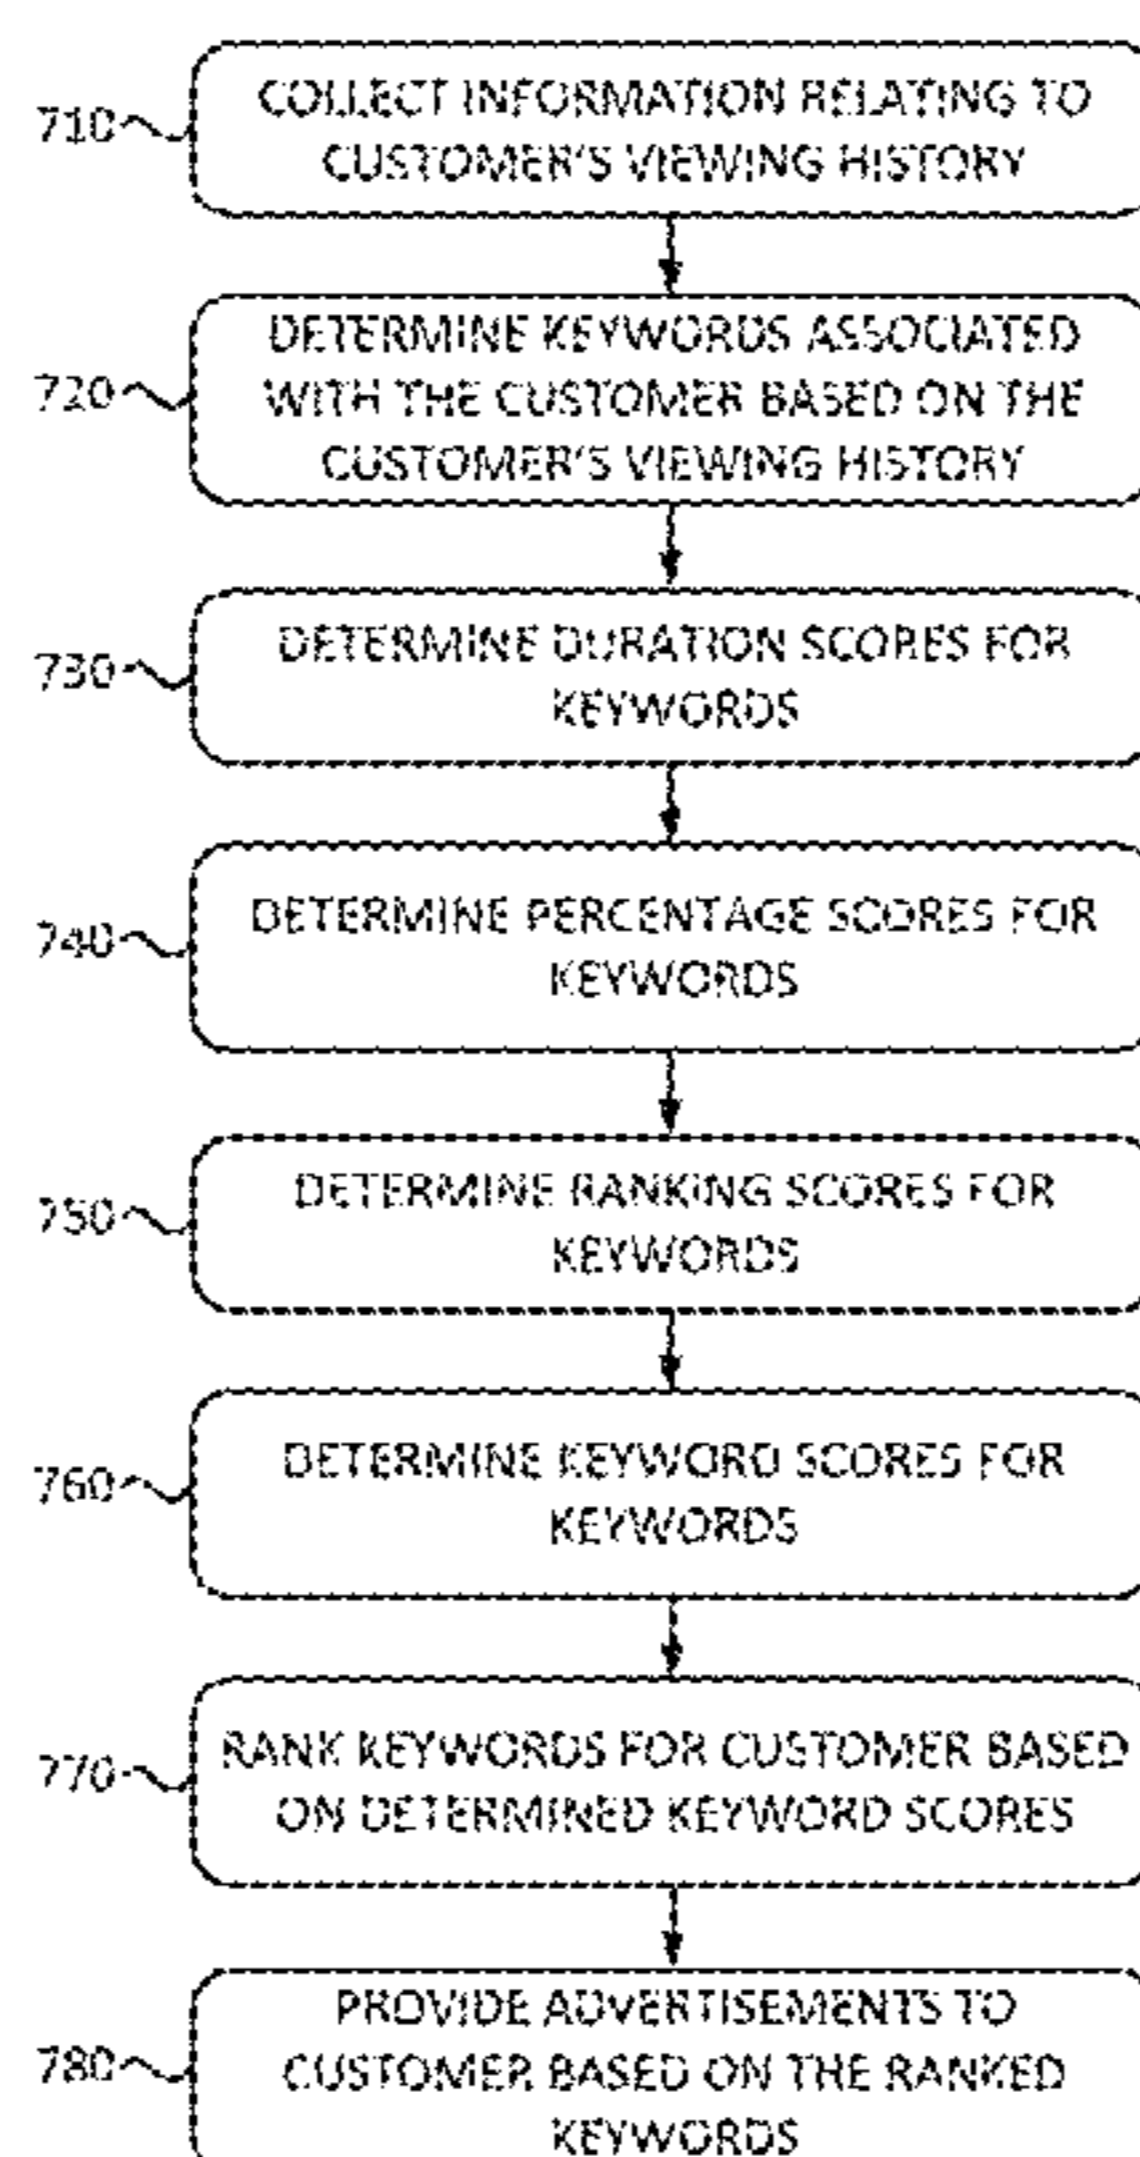 710
COLLECT INFORMATION RELATING TO
CUSTOMER'S VIEWING HISTORY
720
DETERMINE KEYWORDS ASSOCIATED
WITH THE CUSTOMER BASED ON THE
CUSTOMER'S VIEWING HISTORY
730
DETERMINE DURATION SCORES FOR
KEYWORDS
740
DETERMINE PERCENTAGE SCORES FOR
KEYWORDS
750
DETERMINE RANKING SCORES FOR
KEYWORDS
760
DETERMINE KEYWORD SCORES FOR
KEYWORDS
770
RANK KEYWORDS FOR CUSTOMER BASED
ON DETERMINED KEYWORD SCORES
780
PROVIDE ADVERTISEMENTS TO
CUSTOMER BASED ON THE RANKED
KEYWORDS